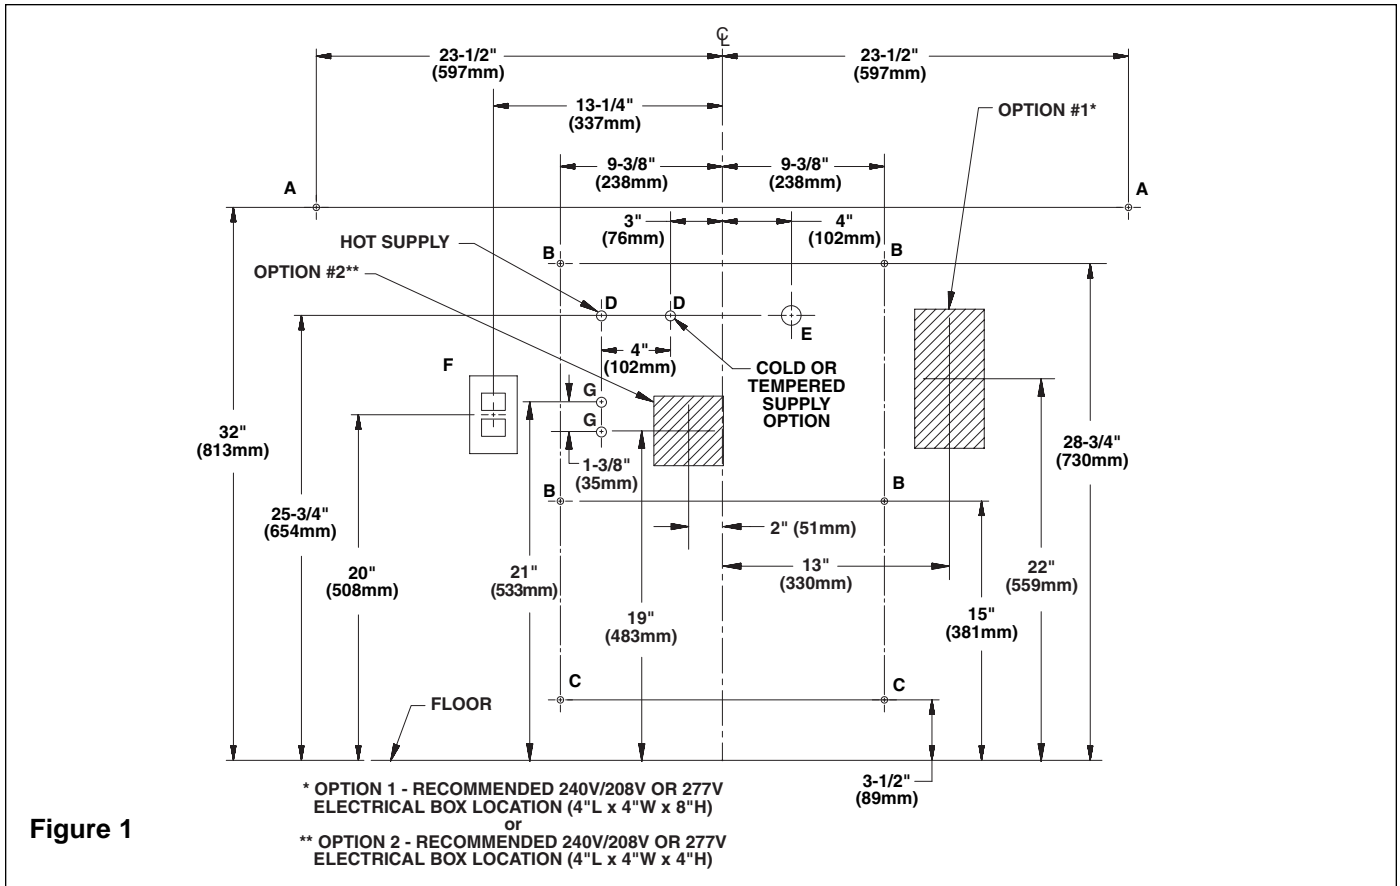 ℄
23-1/2"
(597mm)
23-1/2"
(597mm)
13-1/4"
(337mm)
OPTION #1*
9-3/8"
(238mm)
9-3/8"
(238mm)
A
A
3"
(76mm)
4"
(102mm)
HOT SUPPLY
B
B
OPTION #2**
D
D
E
4"
(102mm)
F
COLD OR
TEMPERED
SUPPLY
OPTION
G
G
32"
(813mm)
28-3/4"
(730mm)
1-3/8"
(35mm)
B
B
25-3/4"
(654mm)
2" (51mm)
20"
(508mm)
21"
(533mm)
13"
(330mm)
22"
(559mm)
19"
(483mm)
15"
(381mm)
C
C
FLOOR
3-1/2"
(89mm)
* OPTION 1 - RECOMMENDED 240V/208V OR 277V
ELECTRICAL BOX LOCATION (4"L x 4"W x 8"H)
or
** OPTION 2 - RECOMMENDED 240V/208V OR 277V
ELECTRICAL BOX LOCATION (4"L x 4"W x 4"H)
Figure 1